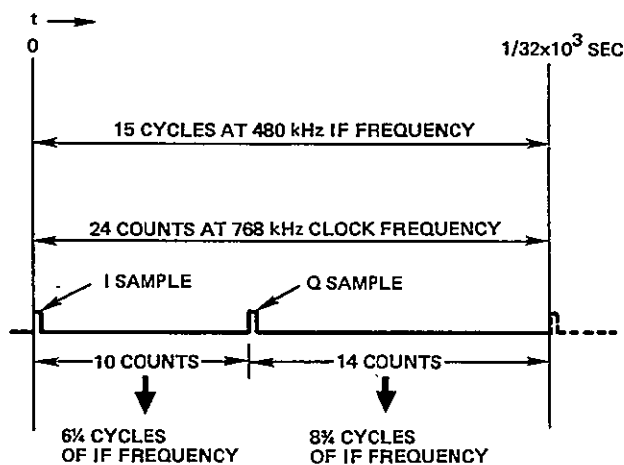 t
0
1/32x10³ SEC
15 CYCLES AT 480 kHz IF FREQUENCY
24 COUNTS AT 768 kHz CLOCK FREQUENCY
I SAMPLE
Q SAMPLE
10 COUNTS
14 COUNTS
6¼ CYCLES
OF IF FREQUENCY
8¾ CYCLES
OF IF FREQUENCY